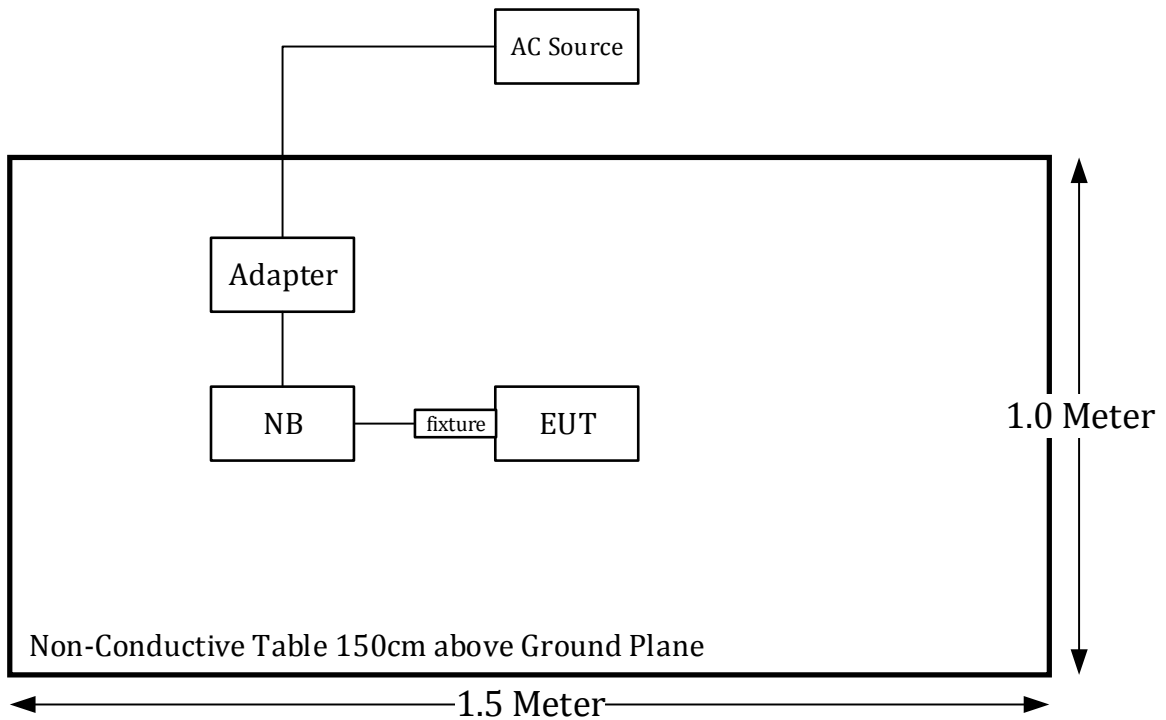 AC Source
Adapter
NB
fixture
EUT
1.0 Meter
Non-Conductive Table 150cm above Ground Plane
1.5 Meter